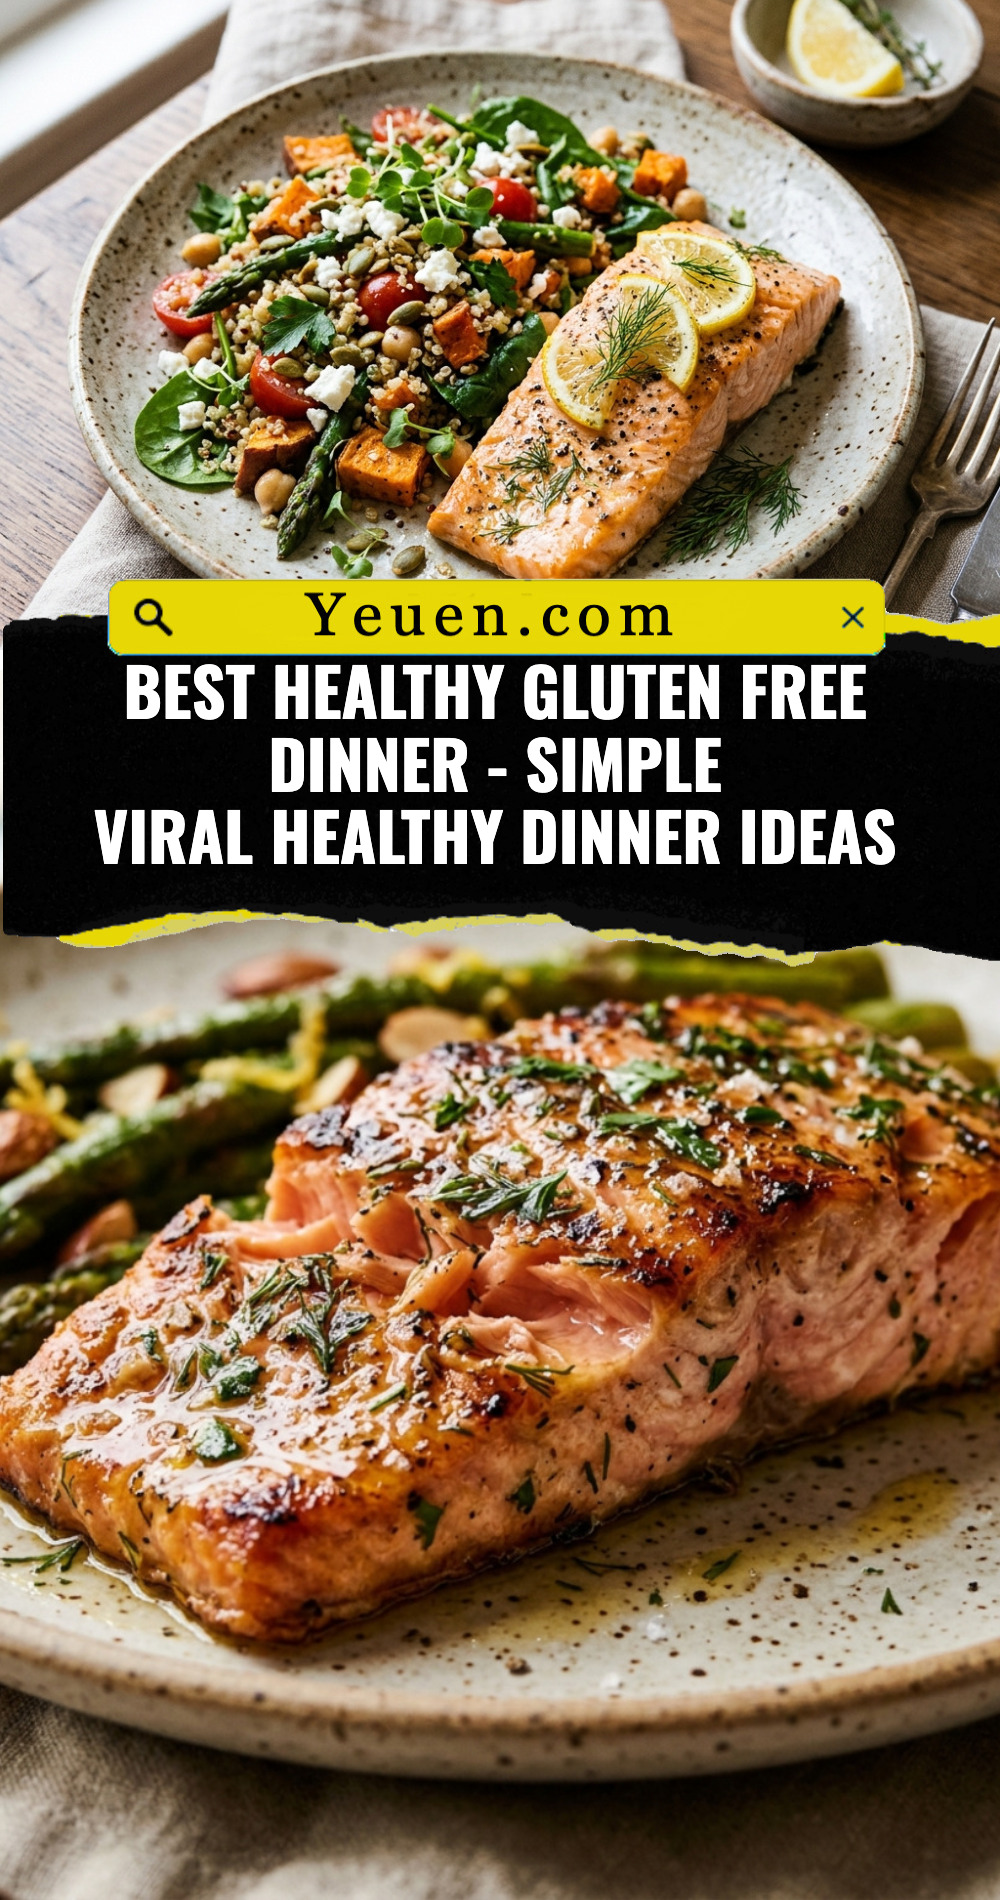 Yeuen.com
BEST HEALTHY GLUTEN FREE
DINNER - SIMPLE
VIRAL HEALTHY DINNER IDEAS